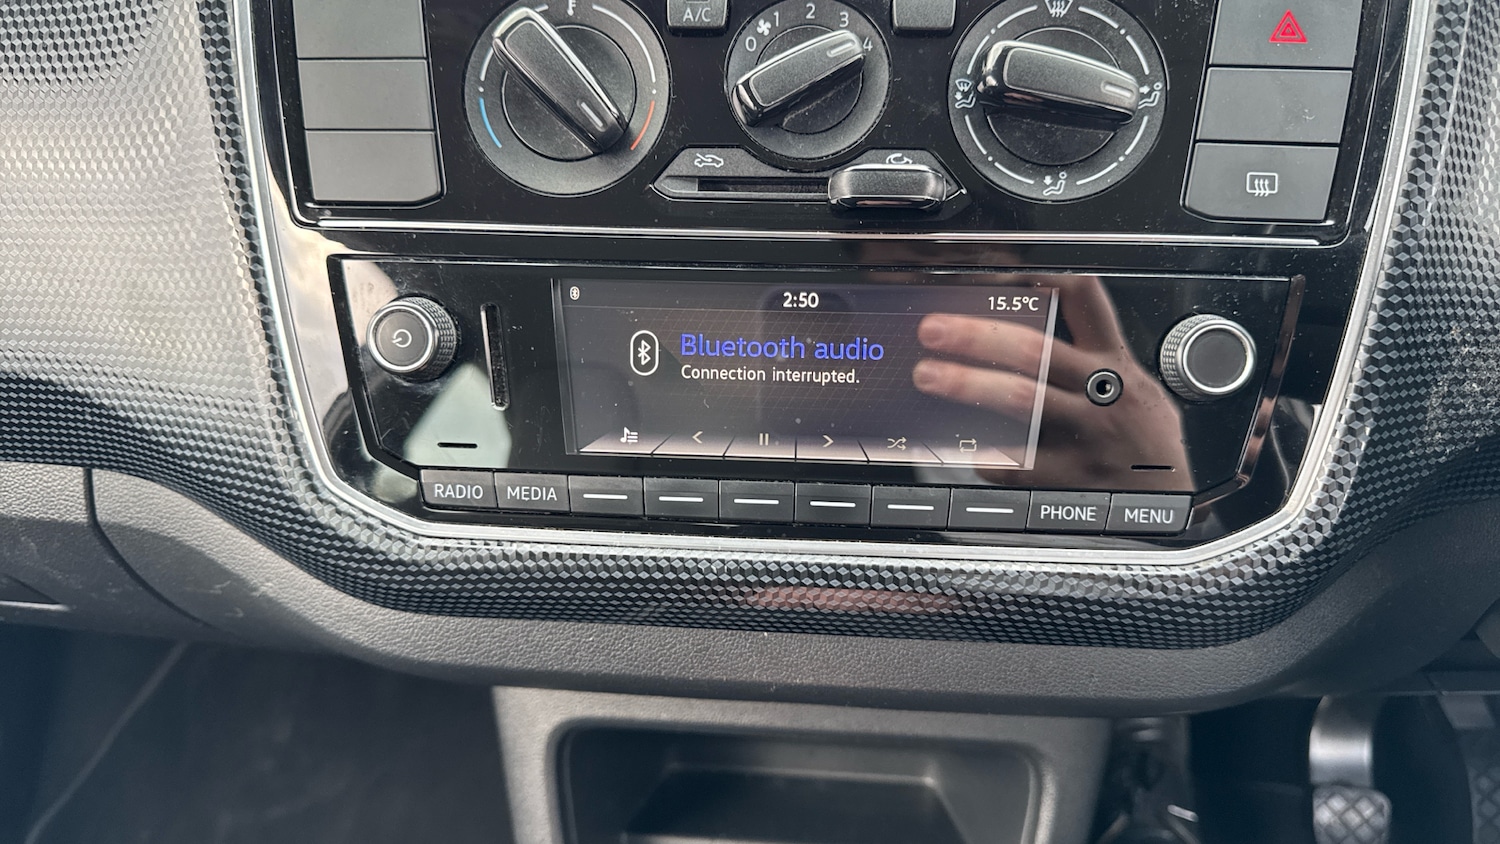 A/C
0 1 2 3 4
2:50
15.5°C
Bluetooth audio
Connection interrupted.
RADIO
MEDIA
PHONE
MENU